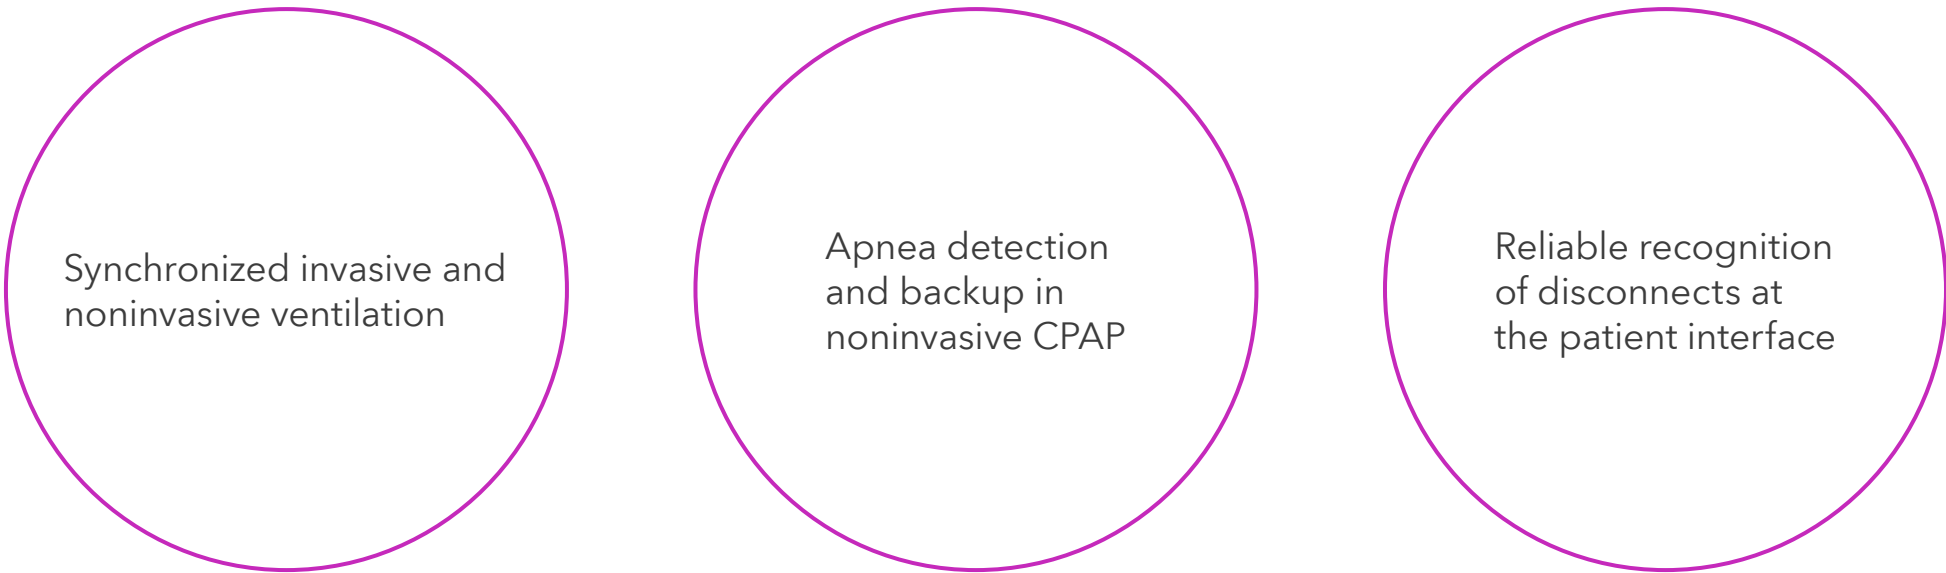 Synchronized invasive and
noninvasive ventilation
Apnea detection
and backup in
noninvasive CPAP
Reliable recognition
of disconnects at
the patient interface